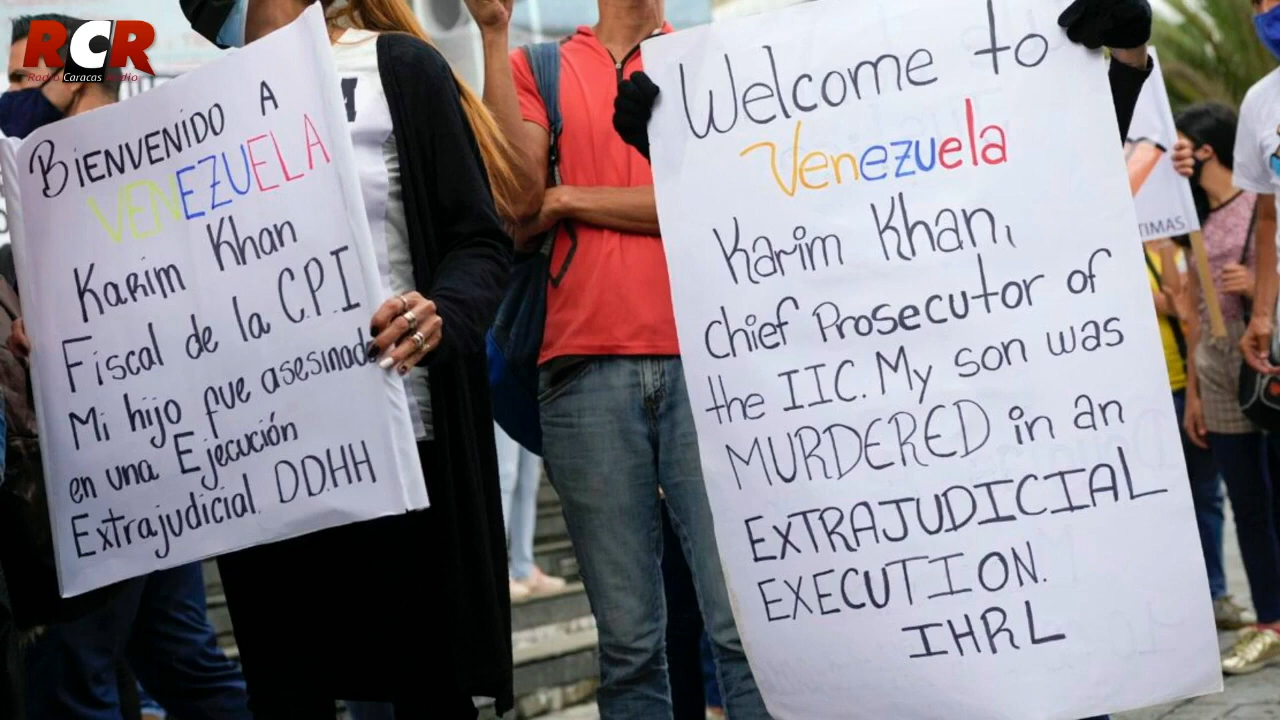 RCR
Radio Caracas Radio
BIENVENIDO A
VENEZUELA
Karim Khan
Fiscal de la C.P.I
Mi hijo fue asesinado
en una Ejecución
Extrajudicial. DD.HH
Welcome to
Venezuela
Karim Khan,
Chief Prosecutor of
the IIC. My son was
MURDERED in an
EXTRAJUDICIAL
EXECUTION.
IHRL
TIMAS